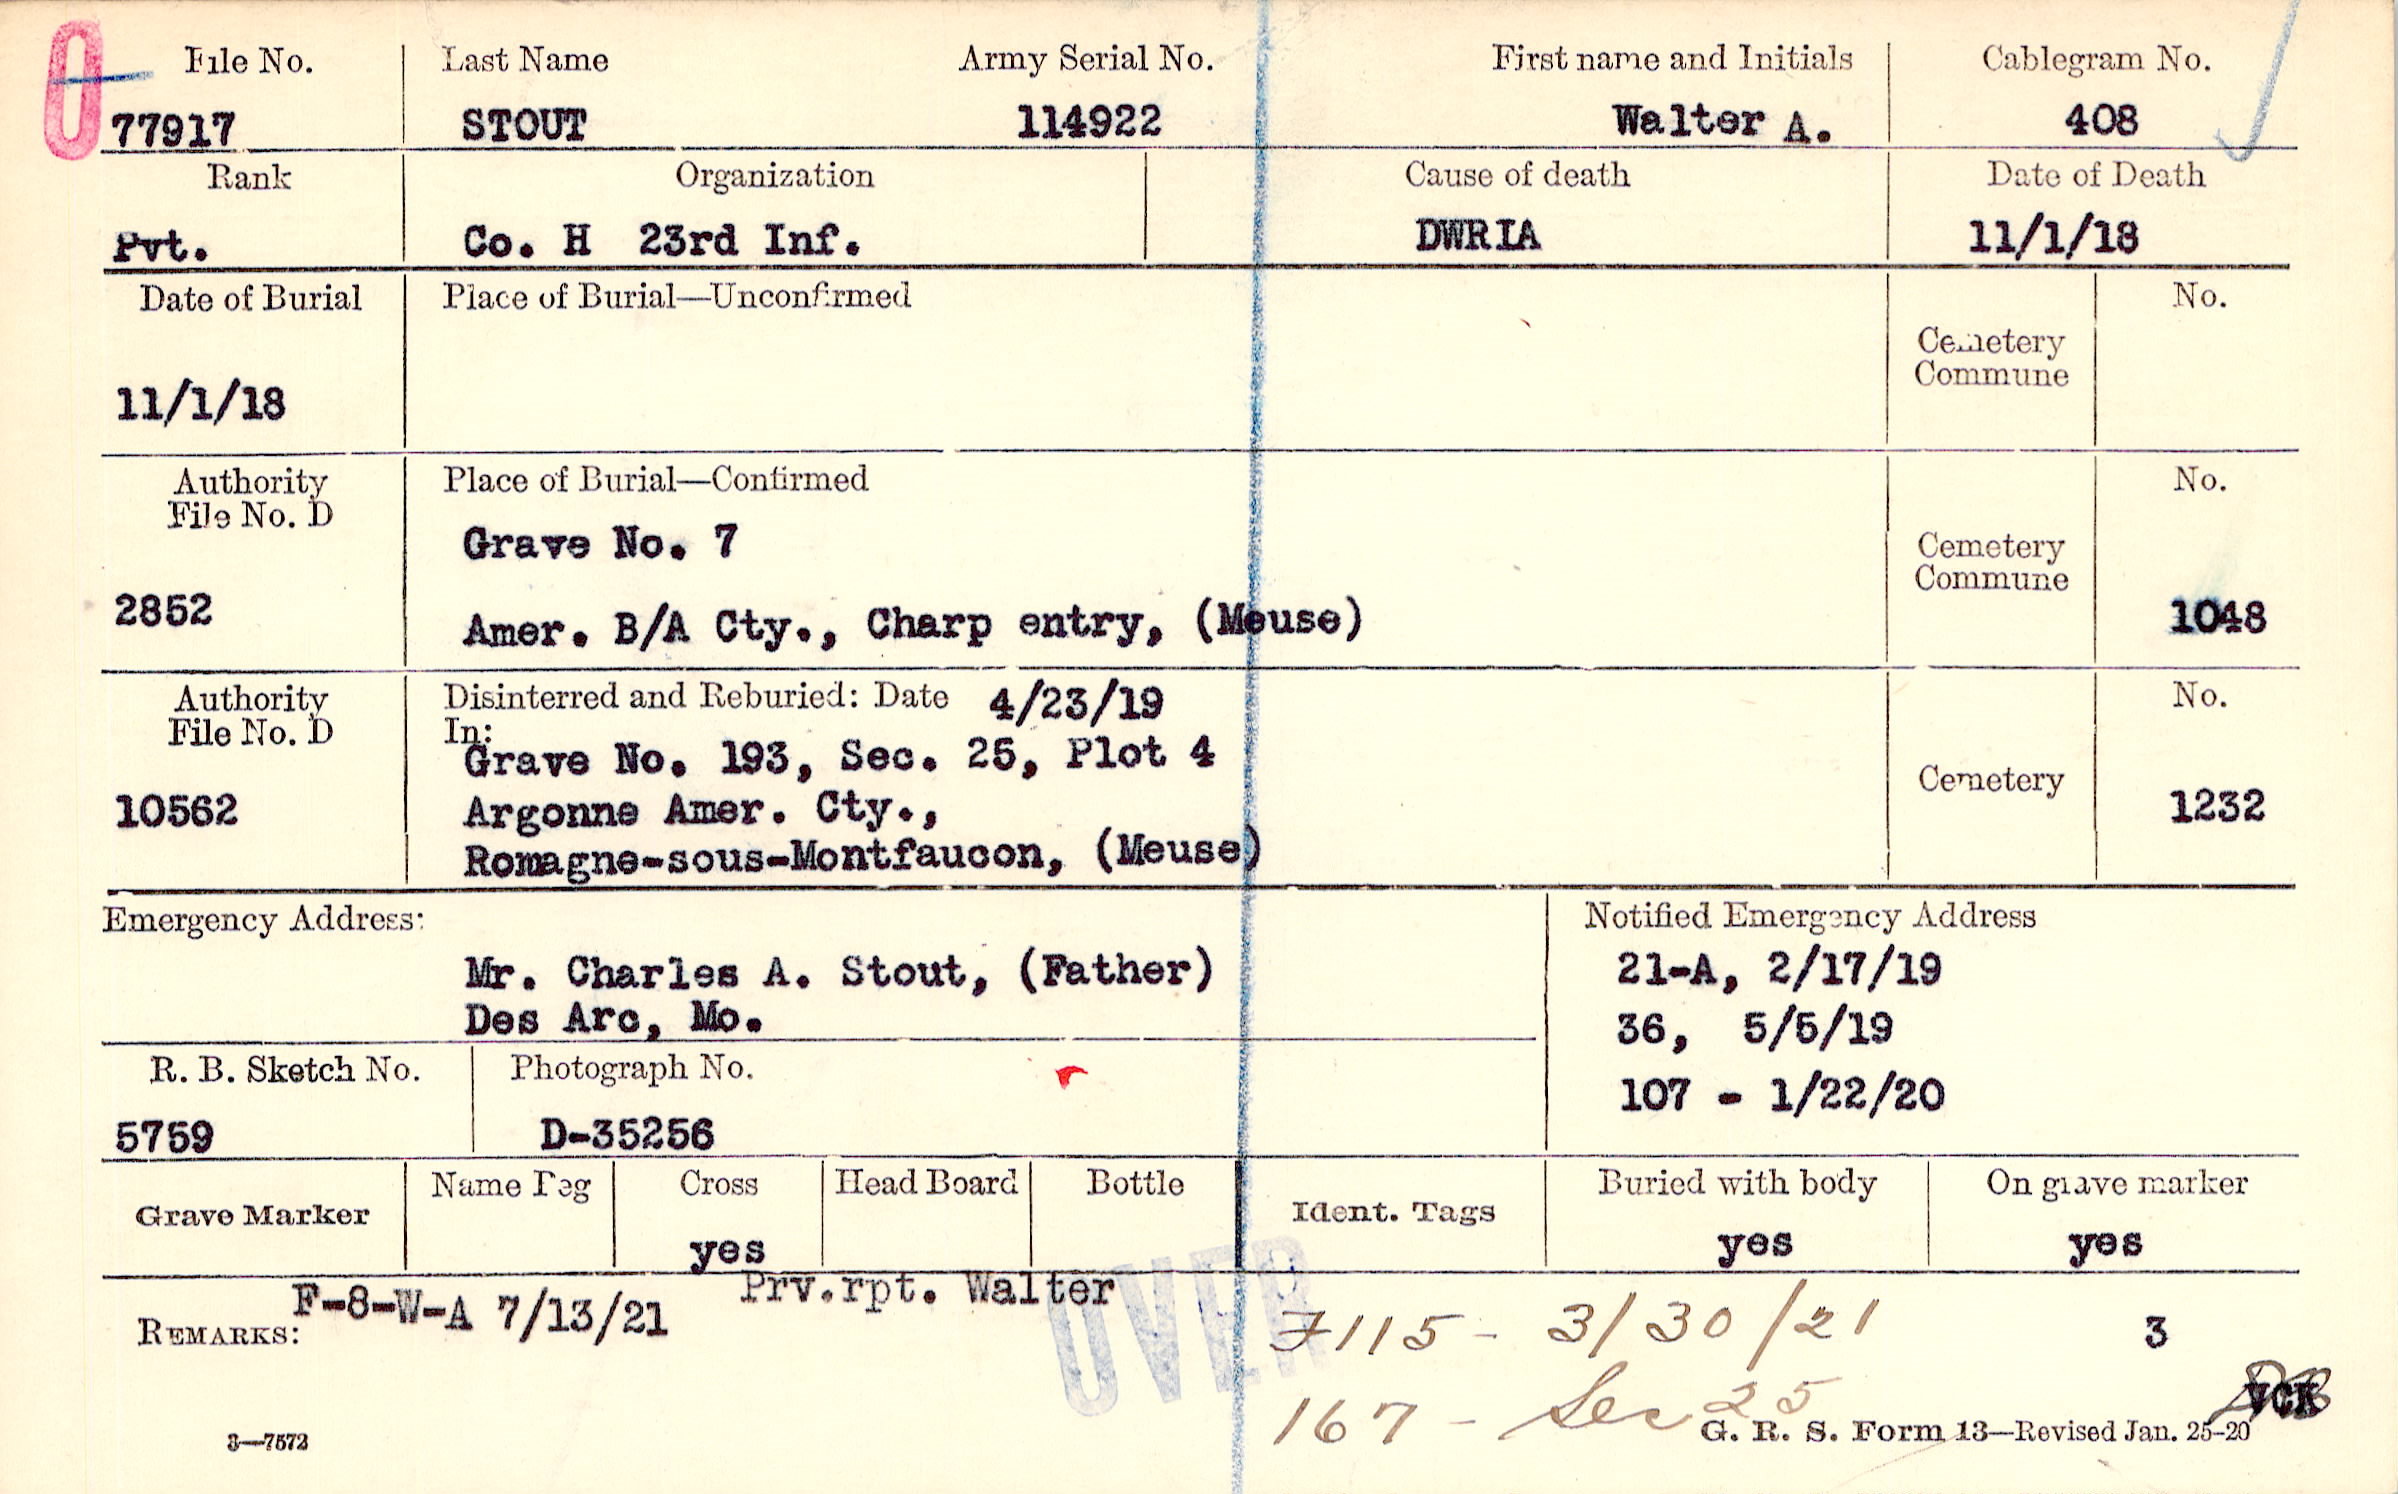 O
File No. Last Name Army Serial No. First name and Initials Cablegram No.
77917 STOUT 114922 Walter A. 408
Rank Organization Cause of death Date of Death
Pvt. Co. H 23rd Inf. DWRIA 11/1/18
Date of Burial Place of Burial—Unconfirmed No.
Cemetery
Commune
11/1/18
Authority Place of Burial—Confirmed No.
File No. D
Grave No. 7
Cemetery
Commune
2852 Amer. B/A Cty., Charp entry, (Meuse) 1048
Authority Disinterred and Reburied: Date 4/23/19 No.
File No. D In:
Grave No. 193, Sec. 25, Plot 4
Cemetery
10562 Argonne Amer. Cty., 1232
Romagne-sous-Montfaucon, (Meuse)
Emergency Address: Notified Emergency Address
Mr. Charles A. Stout, (Father) 21-A, 2/17/19
Des Arc, Mo. 36, 5/5/19
R. B. Sketch No. Photograph No. 107 - 1/22/20
5759 D-35256
Grave Marker Name Peg Cross Head Board Bottle Ident. Tags Buried with body On grave marker
yes yes yes
F-8-W-A 7/13/21 Prv.rpt. Walter
REMARKS: 7115 - 3/30/21 3
OVER
167 - Sec 25
VCK
3—7572 G. R. S. Form 13—Revised Jan. 25-20